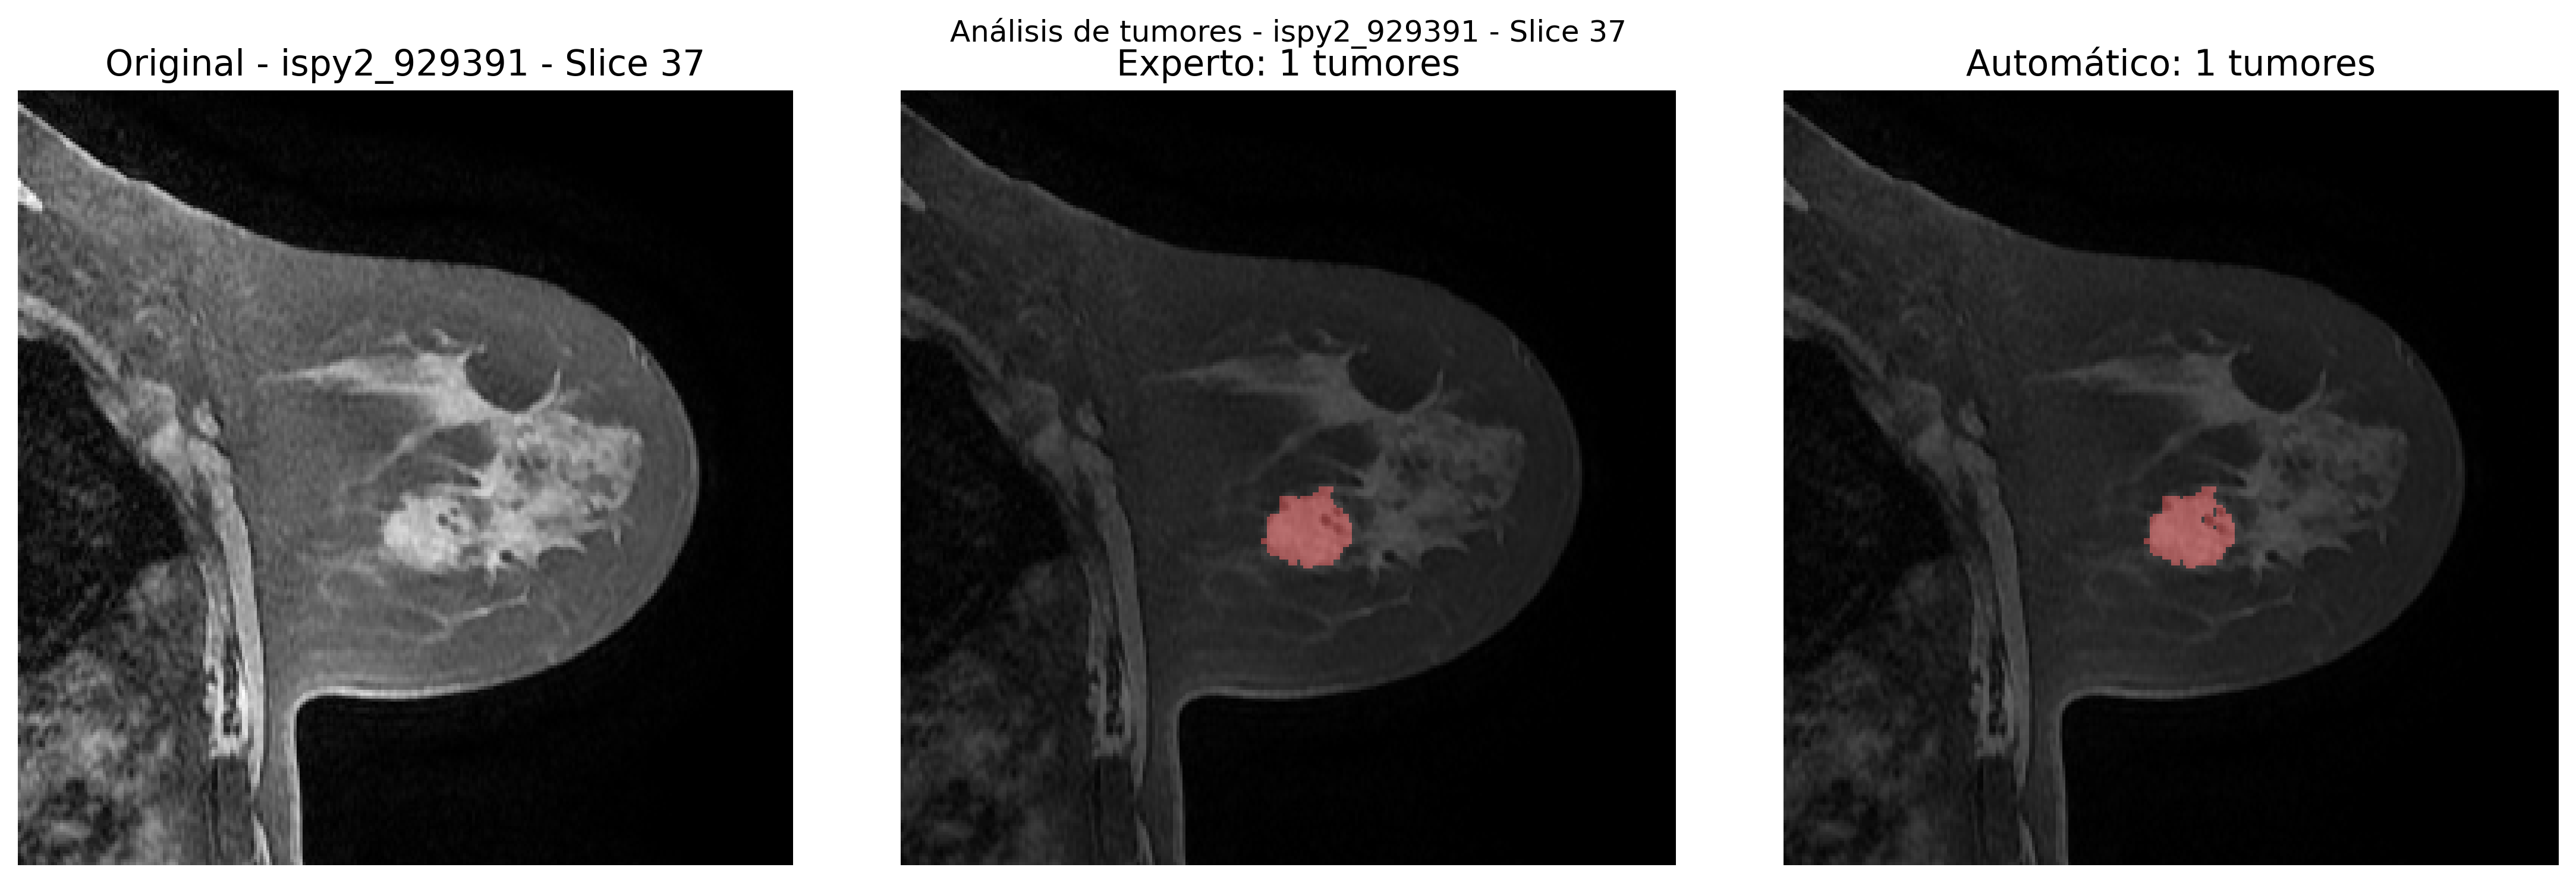 Análisis de tumores - ispy2_929391 - Slice 37
Original - ispy2_929391 - Slice 37
Experto: 1 tumores
Automático: 1 tumores